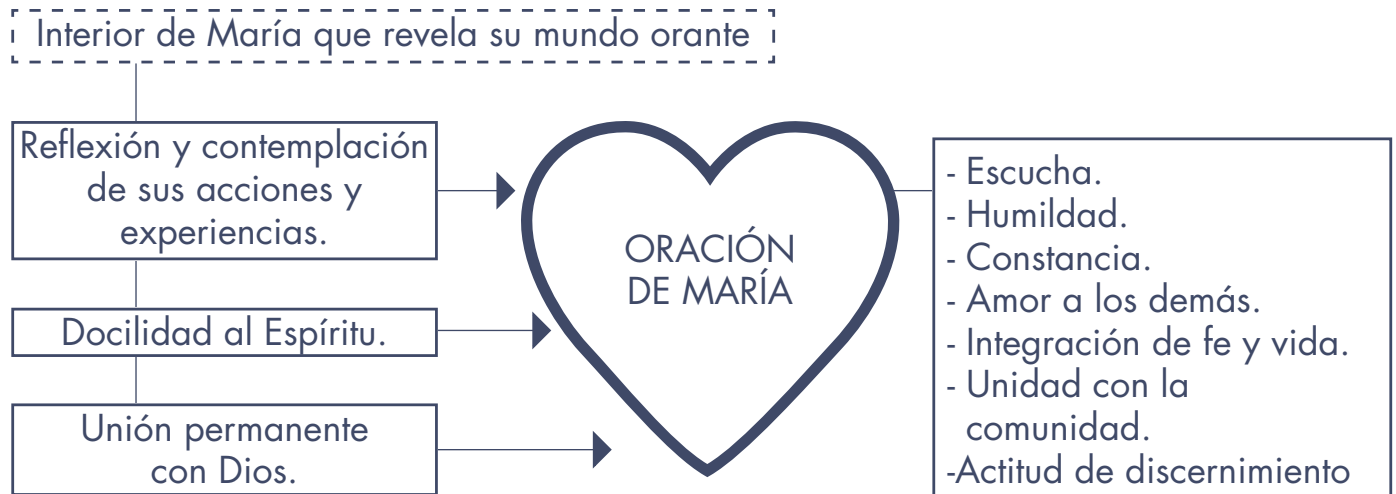 Interior de María que revela su mundo orante
Reflexión y contemplación
de sus acciones y
experiencias.
Docilidad al Espíritu.
Unión permanente
con Dios.
ORACIÓN
DE MARÍA
- Escucha.
- Humildad.
- Constancia.
- Amor a los demás.
- Integración de fe y vida.
- Unidad con la
comunidad.
-Actitud de discernimiento